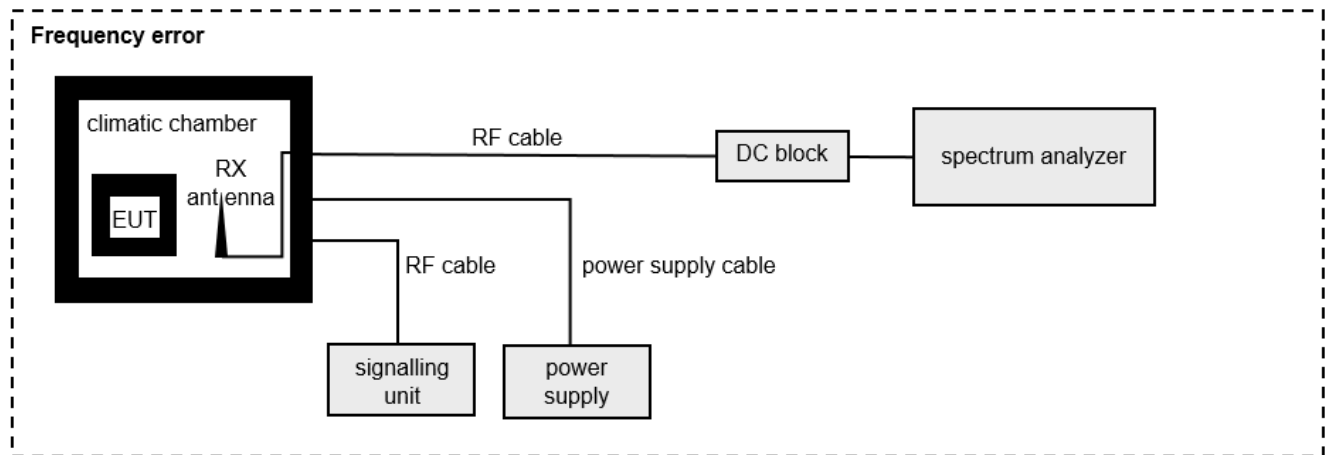 Frequency error
climatic chamber
RX
antenna
EUT
RF cable
DC block
spectrum analyzer
RF cable
power supply cable
signalling
unit
power
supply